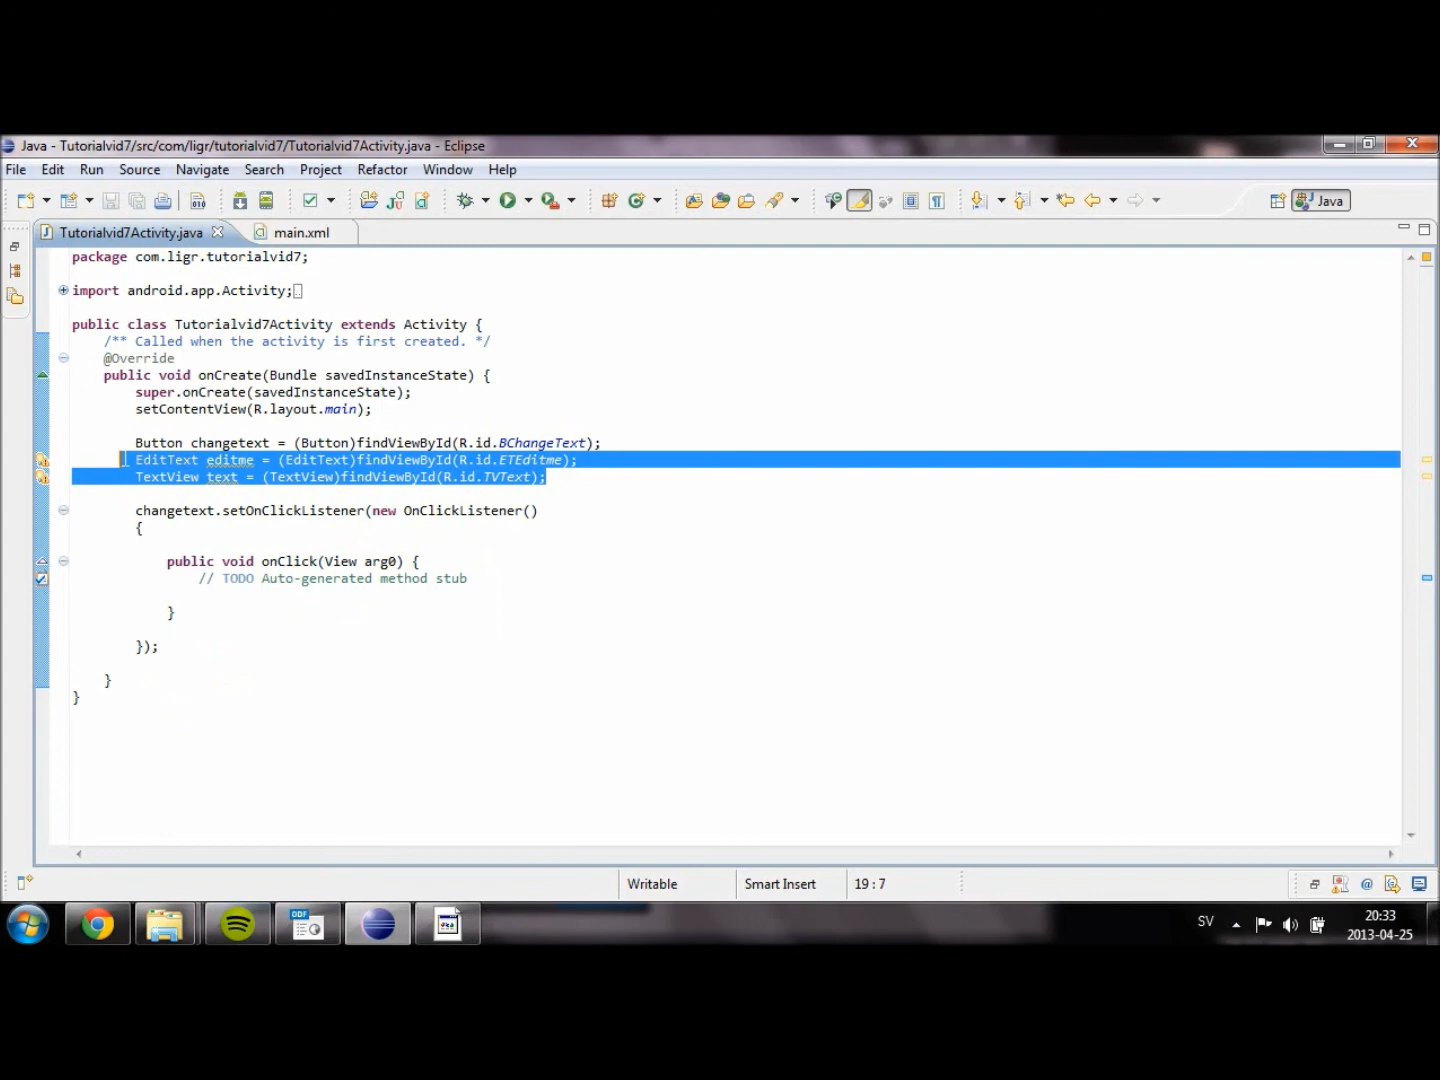 Java - Tutorialvid7/src/com/ligr/tutorialvid7/Tutorialvid7Activity.java - Eclipse
File Edit Run Source Navigate Search Project Refactor Window Help
Java
Tutorialvid7Activity.java
main.xml
package com.ligr.tutorialvid7;
import android.app.Activity;
public class Tutorialvid7Activity extends Activity {
/** Called when the activity is first created. */
@Override
public void onCreate(Bundle savedInstanceState) {
super.onCreate(savedInstanceState);
setContentView(R.layout.main);
Button changetext = (Button)findViewById(R.id.BChangeText);
EditText editme = (EditText)findViewById(R.id.ETEditme);
TextView text = (TextView)findViewById(R.id.TVText);
changetext.setOnClickListener(new OnClickListener()
{
public void onClick(View arg0) {
// TODO Auto-generated method stub
}
});
}
}
Writable Smart Insert 19 : 7
ODF
SV
20:33
2013-04-25